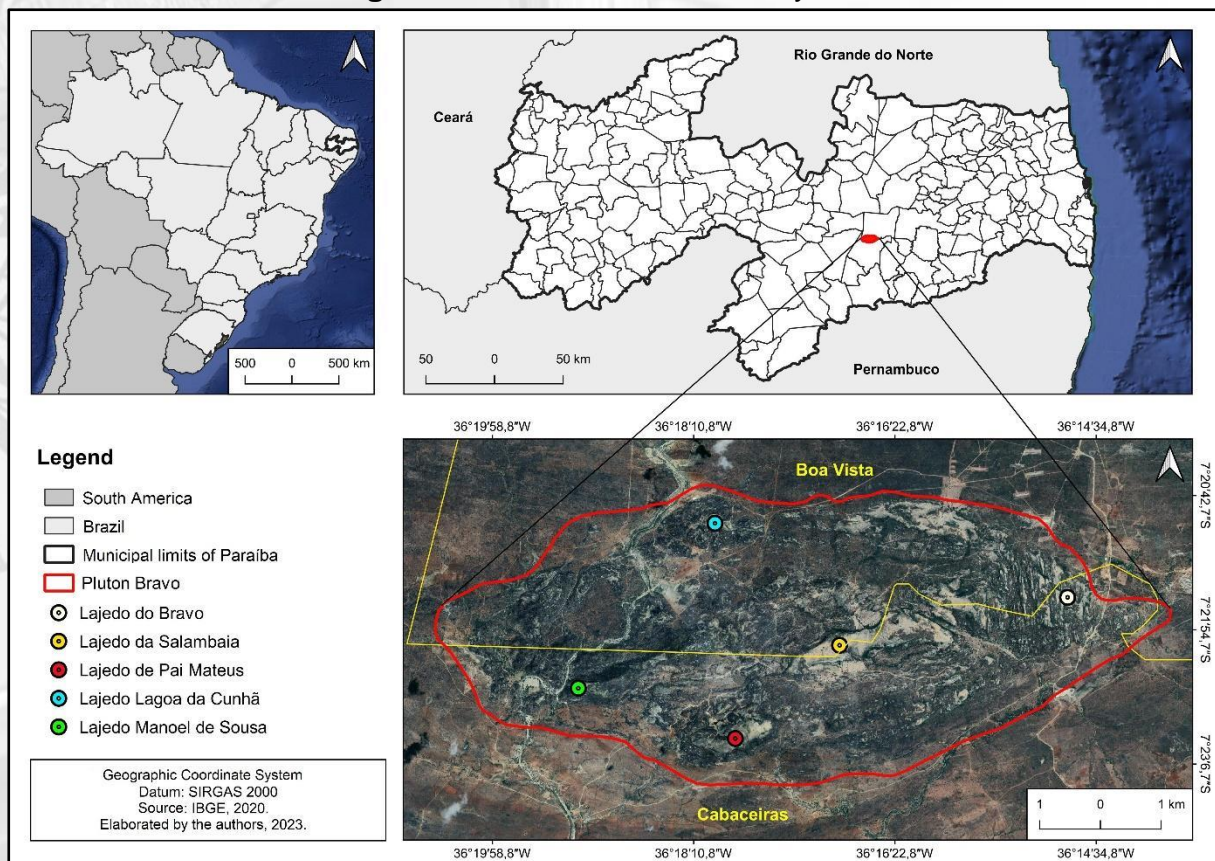 Rio Grande do Norte
Ceará
Pernambuco
500 0 500 km
50 0 50 km
Legend
South America
Brazil
Municipal limits of Paraíba
Pluton Bravo
Lajedo do Bravo
Lajedo da Salambaia
Lajedo de Pai Mateus
Lajedo Lagoa da Cunhã
Lajedo Manoel de Sousa
Geographic Coordinate System
Datum: SIRGAS 2000
Source: IBGE, 2020.
Elaborated by the authors, 2023.
36°19'58,8"W 36°18'10,8"W 36°16'22,8"W 36°14'34,8"W
Boa Vista
7°20'42,7"S
7°21'54,7"S
7°23'6,7"S
Cabaceiras
1 0 1 km
36°19'58,8"W 36°18'10,8"W 36°16'22,8"W 36°14'34,8"W